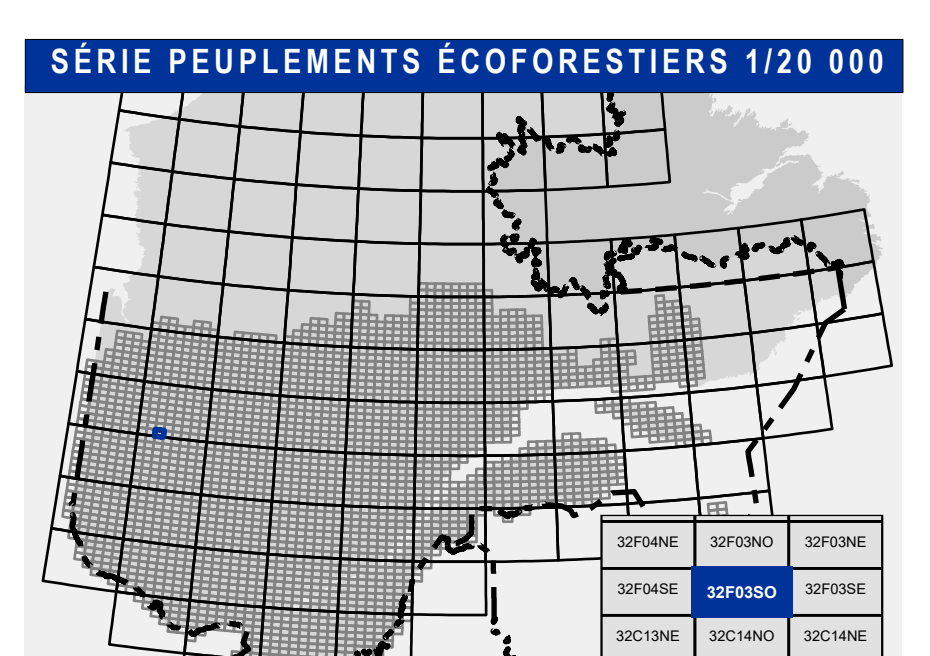 SÉRIE PEUPLEMENTS ÉCOFORESTIERS 1/20 000
32F04NE 32F03NO 32F03NE
32F04SE 32F03SO 32F03SE
32C13NE 32C14NO 32C14NE